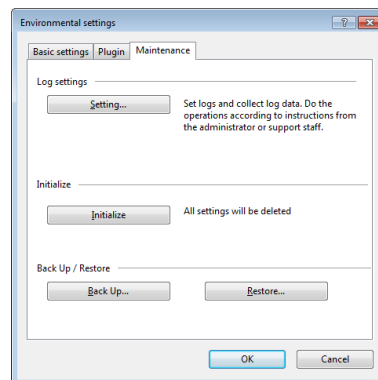 Environmental settings
Basic settings Plugin Maintenance
Log settings
Setting...
Set logs and collect log data. Do the
operations according to instructions from
the administrator or support staff.
Initialize
Initialize
All settings will be deleted
Back Up / Restore
Back Up...
Restore...
OK Cancel